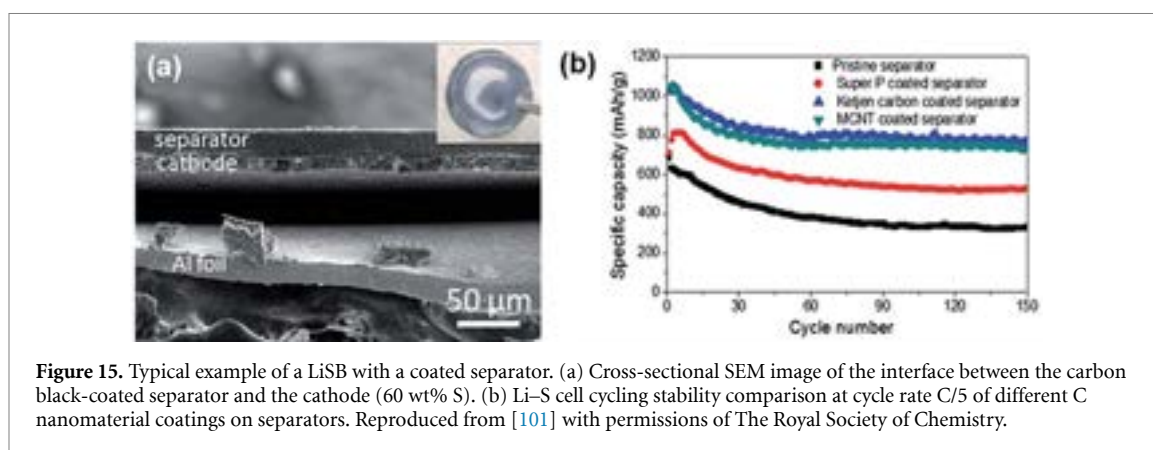 (a)
separator
cathode
Al foil
50 µm
(b)
Specific capacity (mAh/g)
1200
1000
800
600
400
200
0
Pristine separator
Super P coated separator
Ketjen carbon coated separator
MCNT coated separator
0 30 60 90 120 150
Cycle number
Figure 15. Typical example of a LiSB with a coated separator. (a) Cross-sectional SEM image of the interface between the carbon
black-coated separator and the cathode (60 wt% S). (b) Li–S cell cycling stability comparison at cycle rate C/5 of different C
nanomaterial coatings on separators. Reproduced from [101] with permissions of The Royal Society of Chemistry.